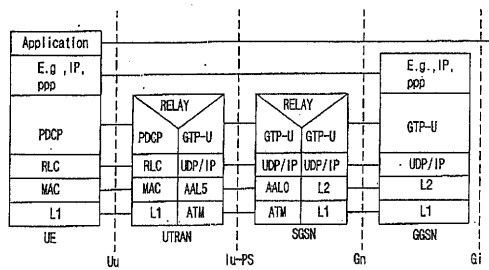 Application
E.g ,IP,
ppp
PDCP
RLC
MAC
L1
UE
RELAY
PDCP GTP-U
RLC UDP/IP
MAC AAL5
L1 ATM
UTRAN
RELAY
GTP-U GTP-U
UDP/IP UDP/IP
AAL0 L2
ATM L1
SGSN
E.g.,IP,
ppp
GTP-U
UDP/IP
L2
L1
GGSN
Uu
Iu-PS
Gn
Gi